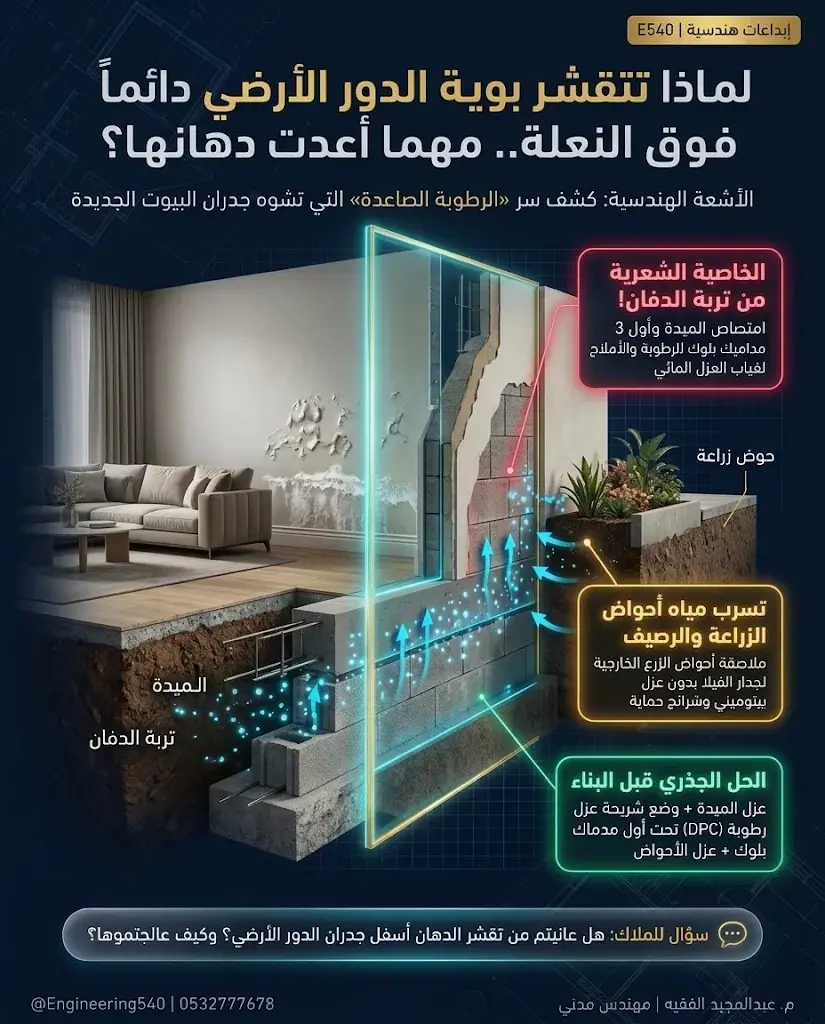 إبداعات هندسية | E540
لماذا تتقشر بوية الدور الأرضي دائماً
فوق النعلة.. مهما أعدت دهانها؟
الأشعة الهندسية: كشف سر «الرطوبة الصاعدة» التي تشوه جدران البيوت الجديدة
الخاصية الشعرية
من تربة الدفان!
امتصاص الميدة وأول 3
مداميك بلوك للرطوبة والأملاح
لغياب العزل المائي
حوض زراعة
تسرب مياه أحواض
الزراعة والرصيف
ملاصقة أحواض الزرع الخارجية
لجدار الفيلا بدون عزل
بيتوميني وشرائح حماية
الميدة
تربة الدفان
الحل الجذري قبل البناء
عزل الميدة + وضع شريحة عزل
رطوبة (DPC) تحت أول مدماك
بلوك + عزل الأحواض
سؤال للملاك: هل عانيتم من تقشر الدهان أسفل جدران الدور الأرضي؟ وكيف عالجتموها؟
م. عبدالمجيد الفقيه | مهندس مدني
@Engineering540 | 0532777678